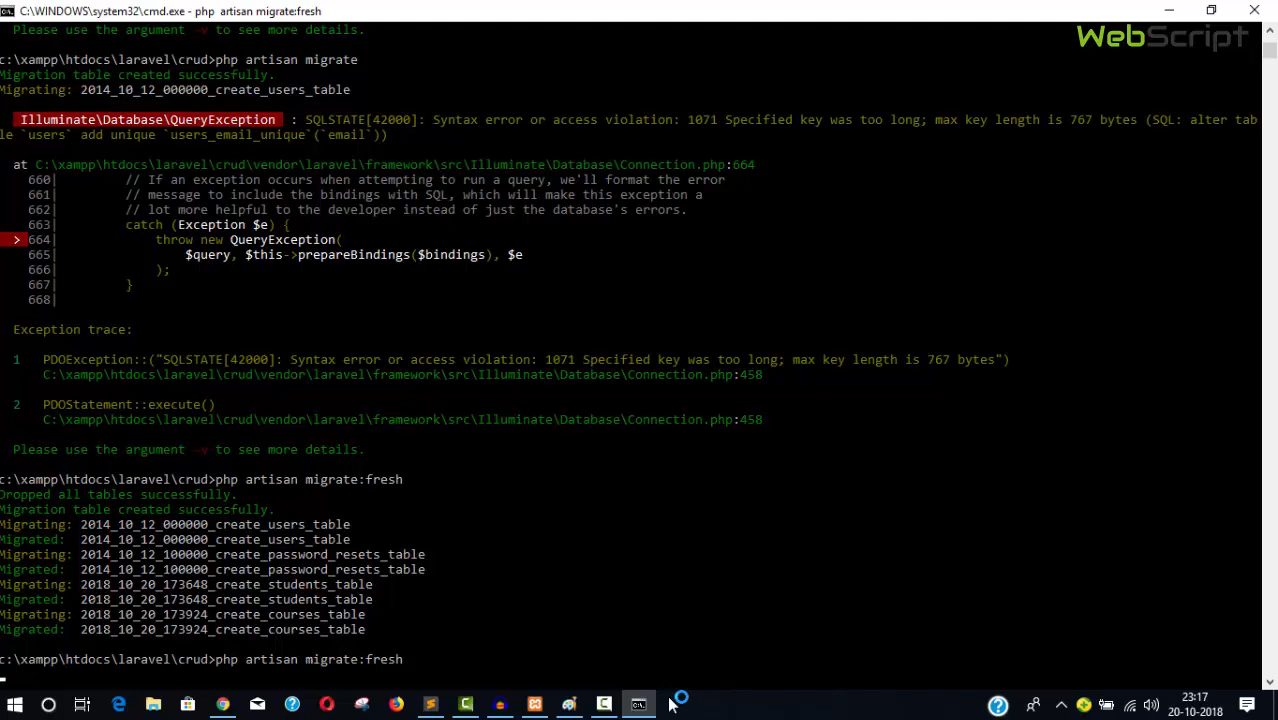 C:\WINDOWS\system32\cmd.exe - php artisan migrate:fresh
WebScript
Please use the argument -v to see more details.
c:\xampp\htdocs\laravel\crud>php artisan migrate
Migration table created successfully.
Migrating: 2014_10_12_000000_create_users_table
Illuminate\Database\QueryException : SQLSTATE[42000]: Syntax error or access violation: 1071 Specified key was too long; max key length is 767 bytes (SQL: alter tab
le `users` add unique `users_email_unique`(`email`))
at C:\xampp\htdocs\laravel\crud\vendor\laravel\framework\src\Illuminate\Database\Connection.php:664
660| // If an exception occurs when attempting to run a query, we'll format the error
661| // message to include the bindings with SQL, which will make this exception a
662| // lot more helpful to the developer instead of just the database's errors.
663| catch (Exception $e) {
> 664| throw new QueryException(
665| $query, $this->prepareBindings($bindings), $e
666| );
667| }
668|
Exception trace:
1 PDOException::("SQLSTATE[42000]: Syntax error or access violation: 1071 Specified key was too long; max key length is 767 bytes")
C:\xampp\htdocs\laravel\crud\vendor\laravel\framework\src\Illuminate\Database\Connection.php:458
2 PDOStatement::execute()
C:\xampp\htdocs\laravel\crud\vendor\laravel\framework\src\Illuminate\Database\Connection.php:458
Please use the argument -v to see more details.
c:\xampp\htdocs\laravel\crud>php artisan migrate:fresh
Dropped all tables successfully.
Migration table created successfully.
Migrating: 2014_10_12_000000_create_users_table
Migrated: 2014_10_12_000000_create_users_table
Migrating: 2014_10_12_100000_create_password_resets_table
Migrated: 2014_10_12_100000_create_password_resets_table
Migrating: 2018_10_20_173648_create_students_table
Migrated: 2018_10_20_173648_create_students_table
Migrating: 2018_10_20_173924_create_courses_table
Migrated: 2018_10_20_173924_create_courses_table
c:\xampp\htdocs\laravel\crud>php artisan migrate:fresh
23:17
20-10-2018